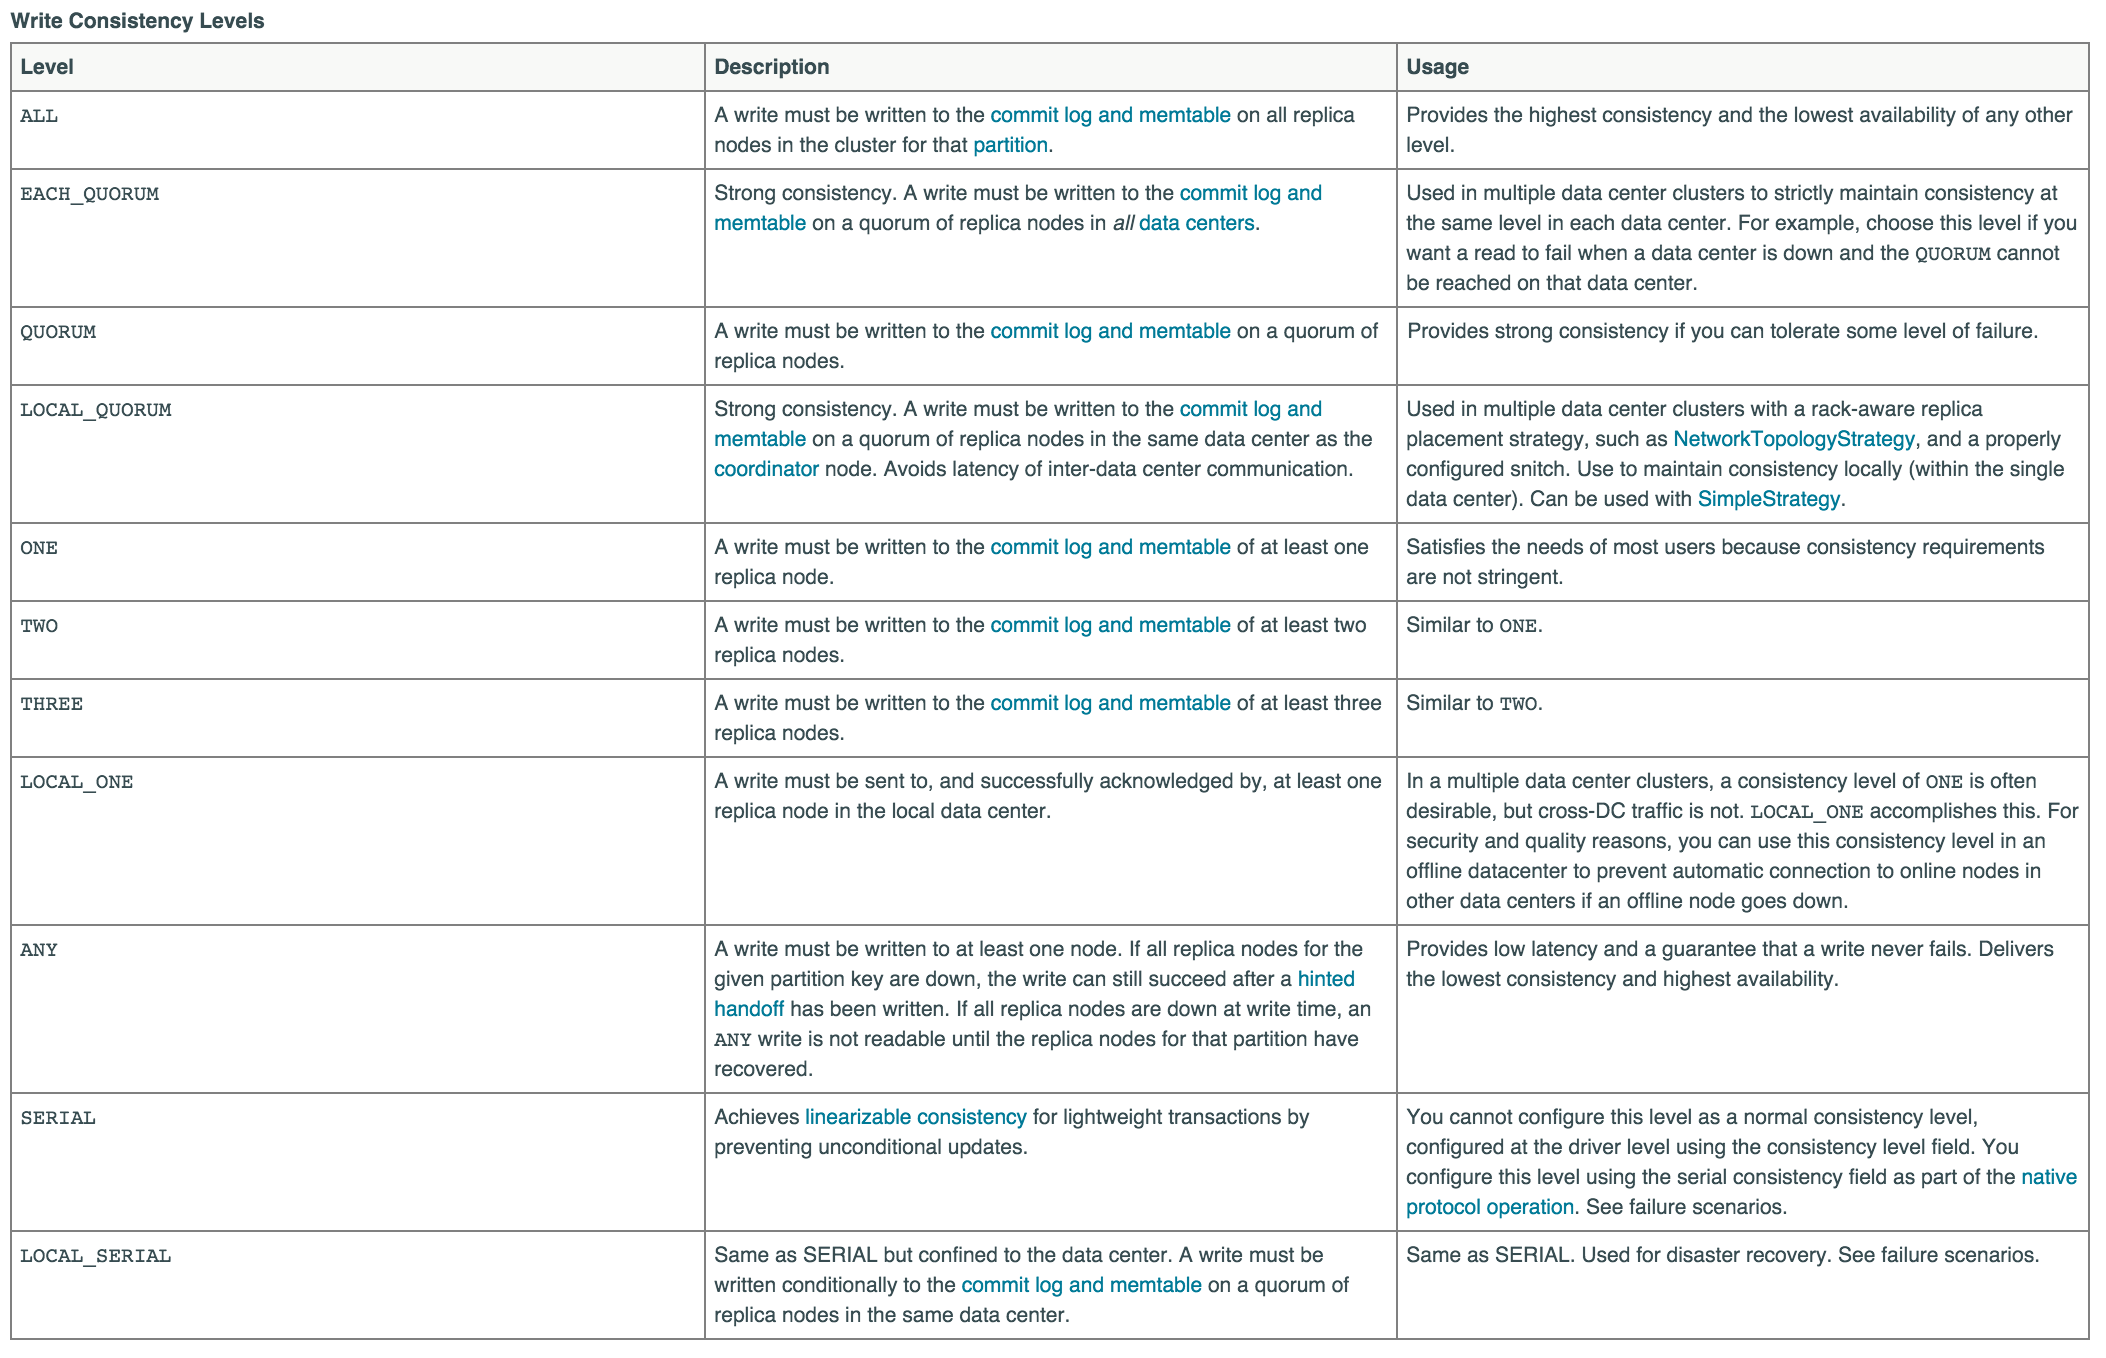 Write Consistency Levels
Level
Description
Usage
ALL
A write must be written to the commit log and memtable on all replica
nodes in the cluster for that partition.
Provides the highest consistency and the lowest availability of any other
level.
EACH_QUORUM
Strong consistency. A write must be written to the commit log and
memtable on a quorum of replica nodes in all data centers.
Used in multiple data center clusters to strictly maintain consistency at
the same level in each data center. For example, choose this level if you
want a read to fail when a data center is down and the QUORUM cannot
be reached on that data center.
QUORUM
A write must be written to the commit log and memtable on a quorum of
replica nodes.
Provides strong consistency if you can tolerate some level of failure.
LOCAL_QUORUM
Strong consistency. A write must be written to the commit log and
memtable on a quorum of replica nodes in the same data center as the
coordinator node. Avoids latency of inter-data center communication.
Used in multiple data center clusters with a rack-aware replica
placement strategy, such as NetworkTopologyStrategy, and a properly
configured snitch. Use to maintain consistency locally (within the single
data center). Can be used with SimpleStrategy.
ONE
A write must be written to the commit log and memtable of at least one
replica node.
Satisfies the needs of most users because consistency requirements
are not stringent.
TWO
A write must be written to the commit log and memtable of at least two
replica nodes.
Similar to ONE.
THREE
A write must be written to the commit log and memtable of at least three
replica nodes.
Similar to TWO.
LOCAL_ONE
A write must be sent to, and successfully acknowledged by, at least one
replica node in the local data center.
In a multiple data center clusters, a consistency level of ONE is often
desirable, but cross-DC traffic is not. LOCAL_ONE accomplishes this. For
security and quality reasons, you can use this consistency level in an
offline datacenter to prevent automatic connection to online nodes in
other data centers if an offline node goes down.
ANY
A write must be written to at least one node. If all replica nodes for the
given partition key are down, the write can still succeed after a hinted
handoff has been written. If all replica nodes are down at write time, an
ANY write is not readable until the replica nodes for that partition have
recovered.
Provides low latency and a guarantee that a write never fails. Delivers
the lowest consistency and highest availability.
SERIAL
Achieves linearizable consistency for lightweight transactions by
preventing unconditional updates.
You cannot configure this level as a normal consistency level,
configured at the driver level using the consistency level field. You
configure this level using the serial consistency field as part of the native
protocol operation. See failure scenarios.
LOCAL_SERIAL
Same as SERIAL but confined to the data center. A write must be
written conditionally to the commit log and memtable on a quorum of
replica nodes in the same data center.
Same as SERIAL. Used for disaster recovery. See failure scenarios.